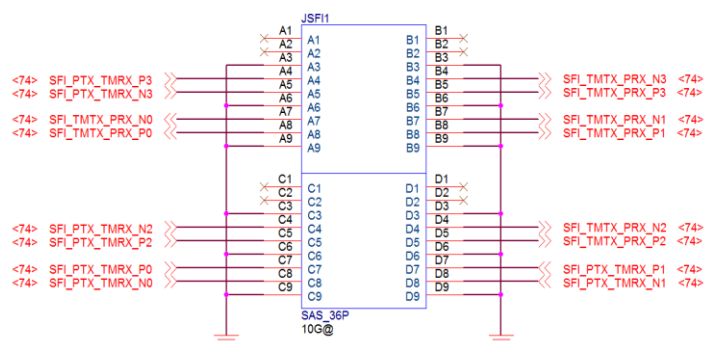 JSFI1
A1 A1 B1 B1
A2 A2 B2 B2
A3 A3 B3 B3
<74> SFI_PTX_TMRX_P3 A4 A4 B4 B4 SFI_TMTX_PRX_N3 <74>
<74> SFI_PTX_TMRX_N3 A5 A5 B5 B5 SFI_TMTX_PRX_P3 <74>
A6 A6 B6 B6
<74> SFI_TMTX_PRX_N0 A7 A7 B7 B7 SFI_TMTX_PRX_N1 <74>
<74> SFI_TMTX_PRX_P0 A8 A8 B8 B8 SFI_TMTX_PRX_P1 <74>
A9 A9 B9 B9
C1 C1 D1 D1
C2 C2 D2 D2
C3 C3 D3 D3
<74> SFI_PTX_TMRX_N2 C4 C4 D4 D4 SFI_TMTX_PRX_N2 <74>
<74> SFI_PTX_TMRX_P2 C5 C5 D5 D5 SFI_TMTX_PRX_P2 <74>
C6 C6 D6 D6
<74> SFI_PTX_TMRX_P0 C7 C7 D7 D7 SFI_PTX_TMRX_P1 <74>
<74> SFI_PTX_TMRX_N0 C8 C8 D8 D8 SFI_PTX_TMRX_N1 <74>
C9 C9 D9 D9
SAS_36P
10G@